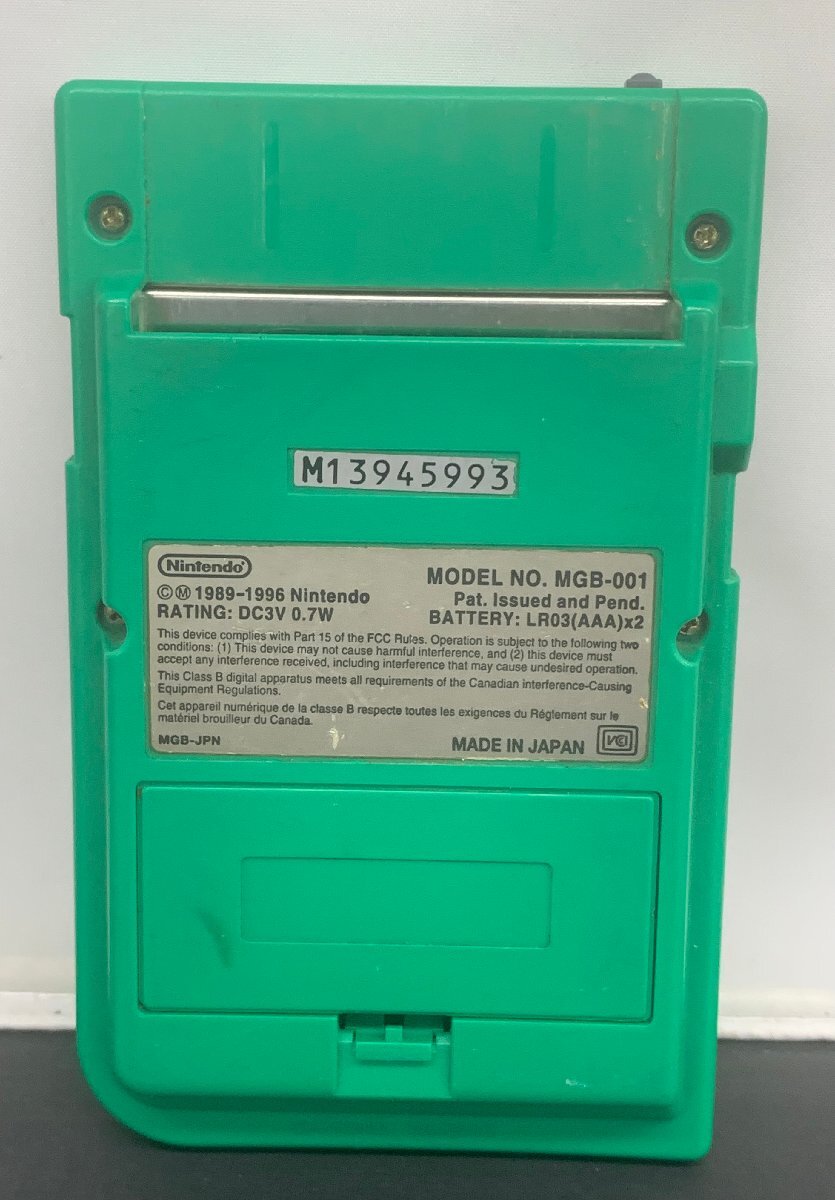 M13945993
Nintendo
©Ⓜ 1989-1996 Nintendo
RATING: DC3V 0.7W
MODEL NO. MGB-001
Pat. Issued and Pend.
BATTERY: LR03(AAA)x2
This device complies with Part 15 of the FCC Rules. Operation is subject to the following two
conditions: (1) This device may not cause harmful interference, and (2) this device must
accept any interference received, including interference that may cause undesired operation.
This Class B digital apparatus meets all requirements of the Canadian Interference-Causing
Equipment Regulations.
Cet appareil numérique de la classe B respecte toutes les exigences du Réglement sur le
matériel brouilleur du Canada.
MGB-JPN
MADE IN JAPAN
VCI